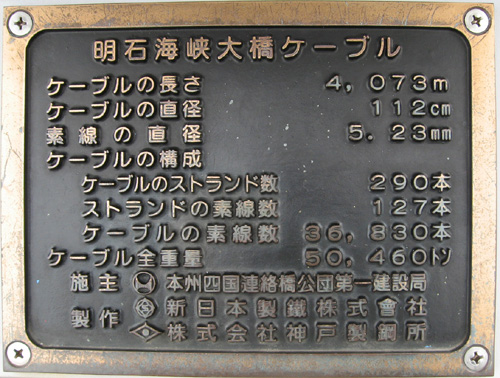 明石海峡大橋ケーブル
ケーブルの長さ 4,073m
ケーブルの直径 112cm
素線の直径 5.23mm
ケーブルの構成
ケーブルのストランド数 290本
ストランドの素線数 127本
ケーブルの素線数 36,830本
ケーブル全重量 50,460トン
施主 本州四国連絡橋公団第一建設局
製作 新日本製鐵株式會社
株式会社神戸製鋼所